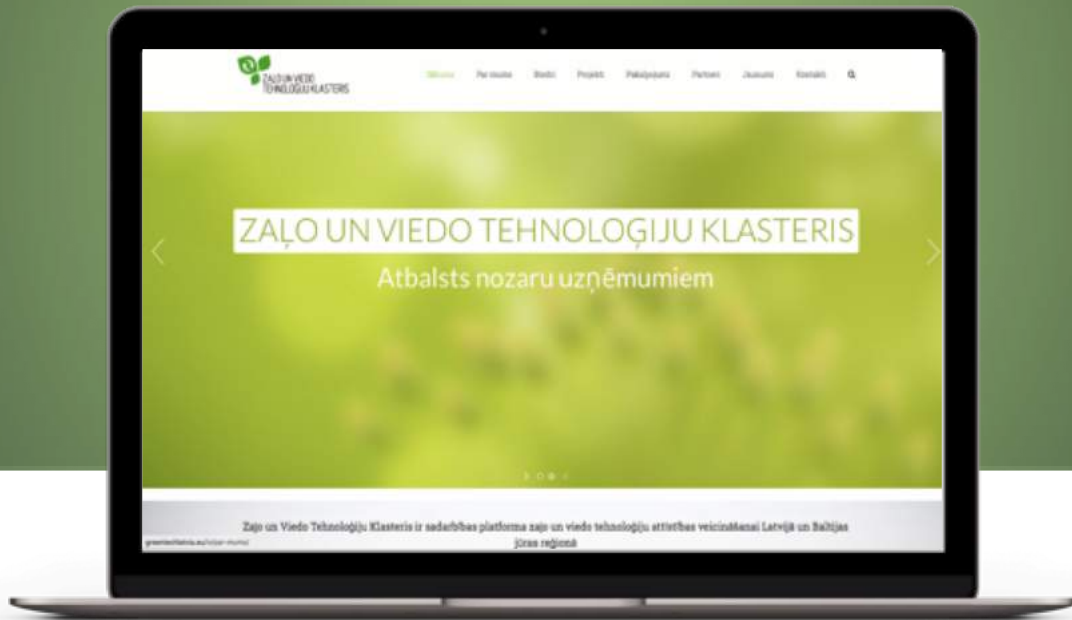 ZAĻO UN VIEDO
TEHNOLOĢIJU KLASTERIS
Sākums Par mums Biedri Projekti Pakalpojumi Partneri Jaunumi Kontakti
ZAĻO UN VIEDO TEHNOLOĢIJU KLASTERIS
Atbalsts nozaru uzņēmumiem
Zaļo un Viedo Tehnoloģiju Klasteris ir sadarbības platforma zaļo un viedo tehnoloģiju attīstības veicināšanai Latvijā un Baltijas
jūras reģionā